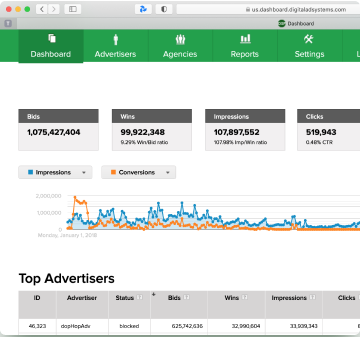 us.dashboard.digitaladsystems.com
Dashboard
Dashboard Advertisers Agencies Reports Settings
Bids Wins Impressions Clicks
1,075,427,404 99,922,348 107,897,552 519,943
9.29% Win/Bid ratio 107.98% Imp/Win ratio 0.48% CTR
Impressions Conversions
2,000,000
1,000,000
0
Monday, January 1, 2018
Top Advertisers
ID Advertiser Status Bids Wins Impressions Clicks
46,323 dopHopAdv blocked 625,742,636 32,990,604 33,939,343